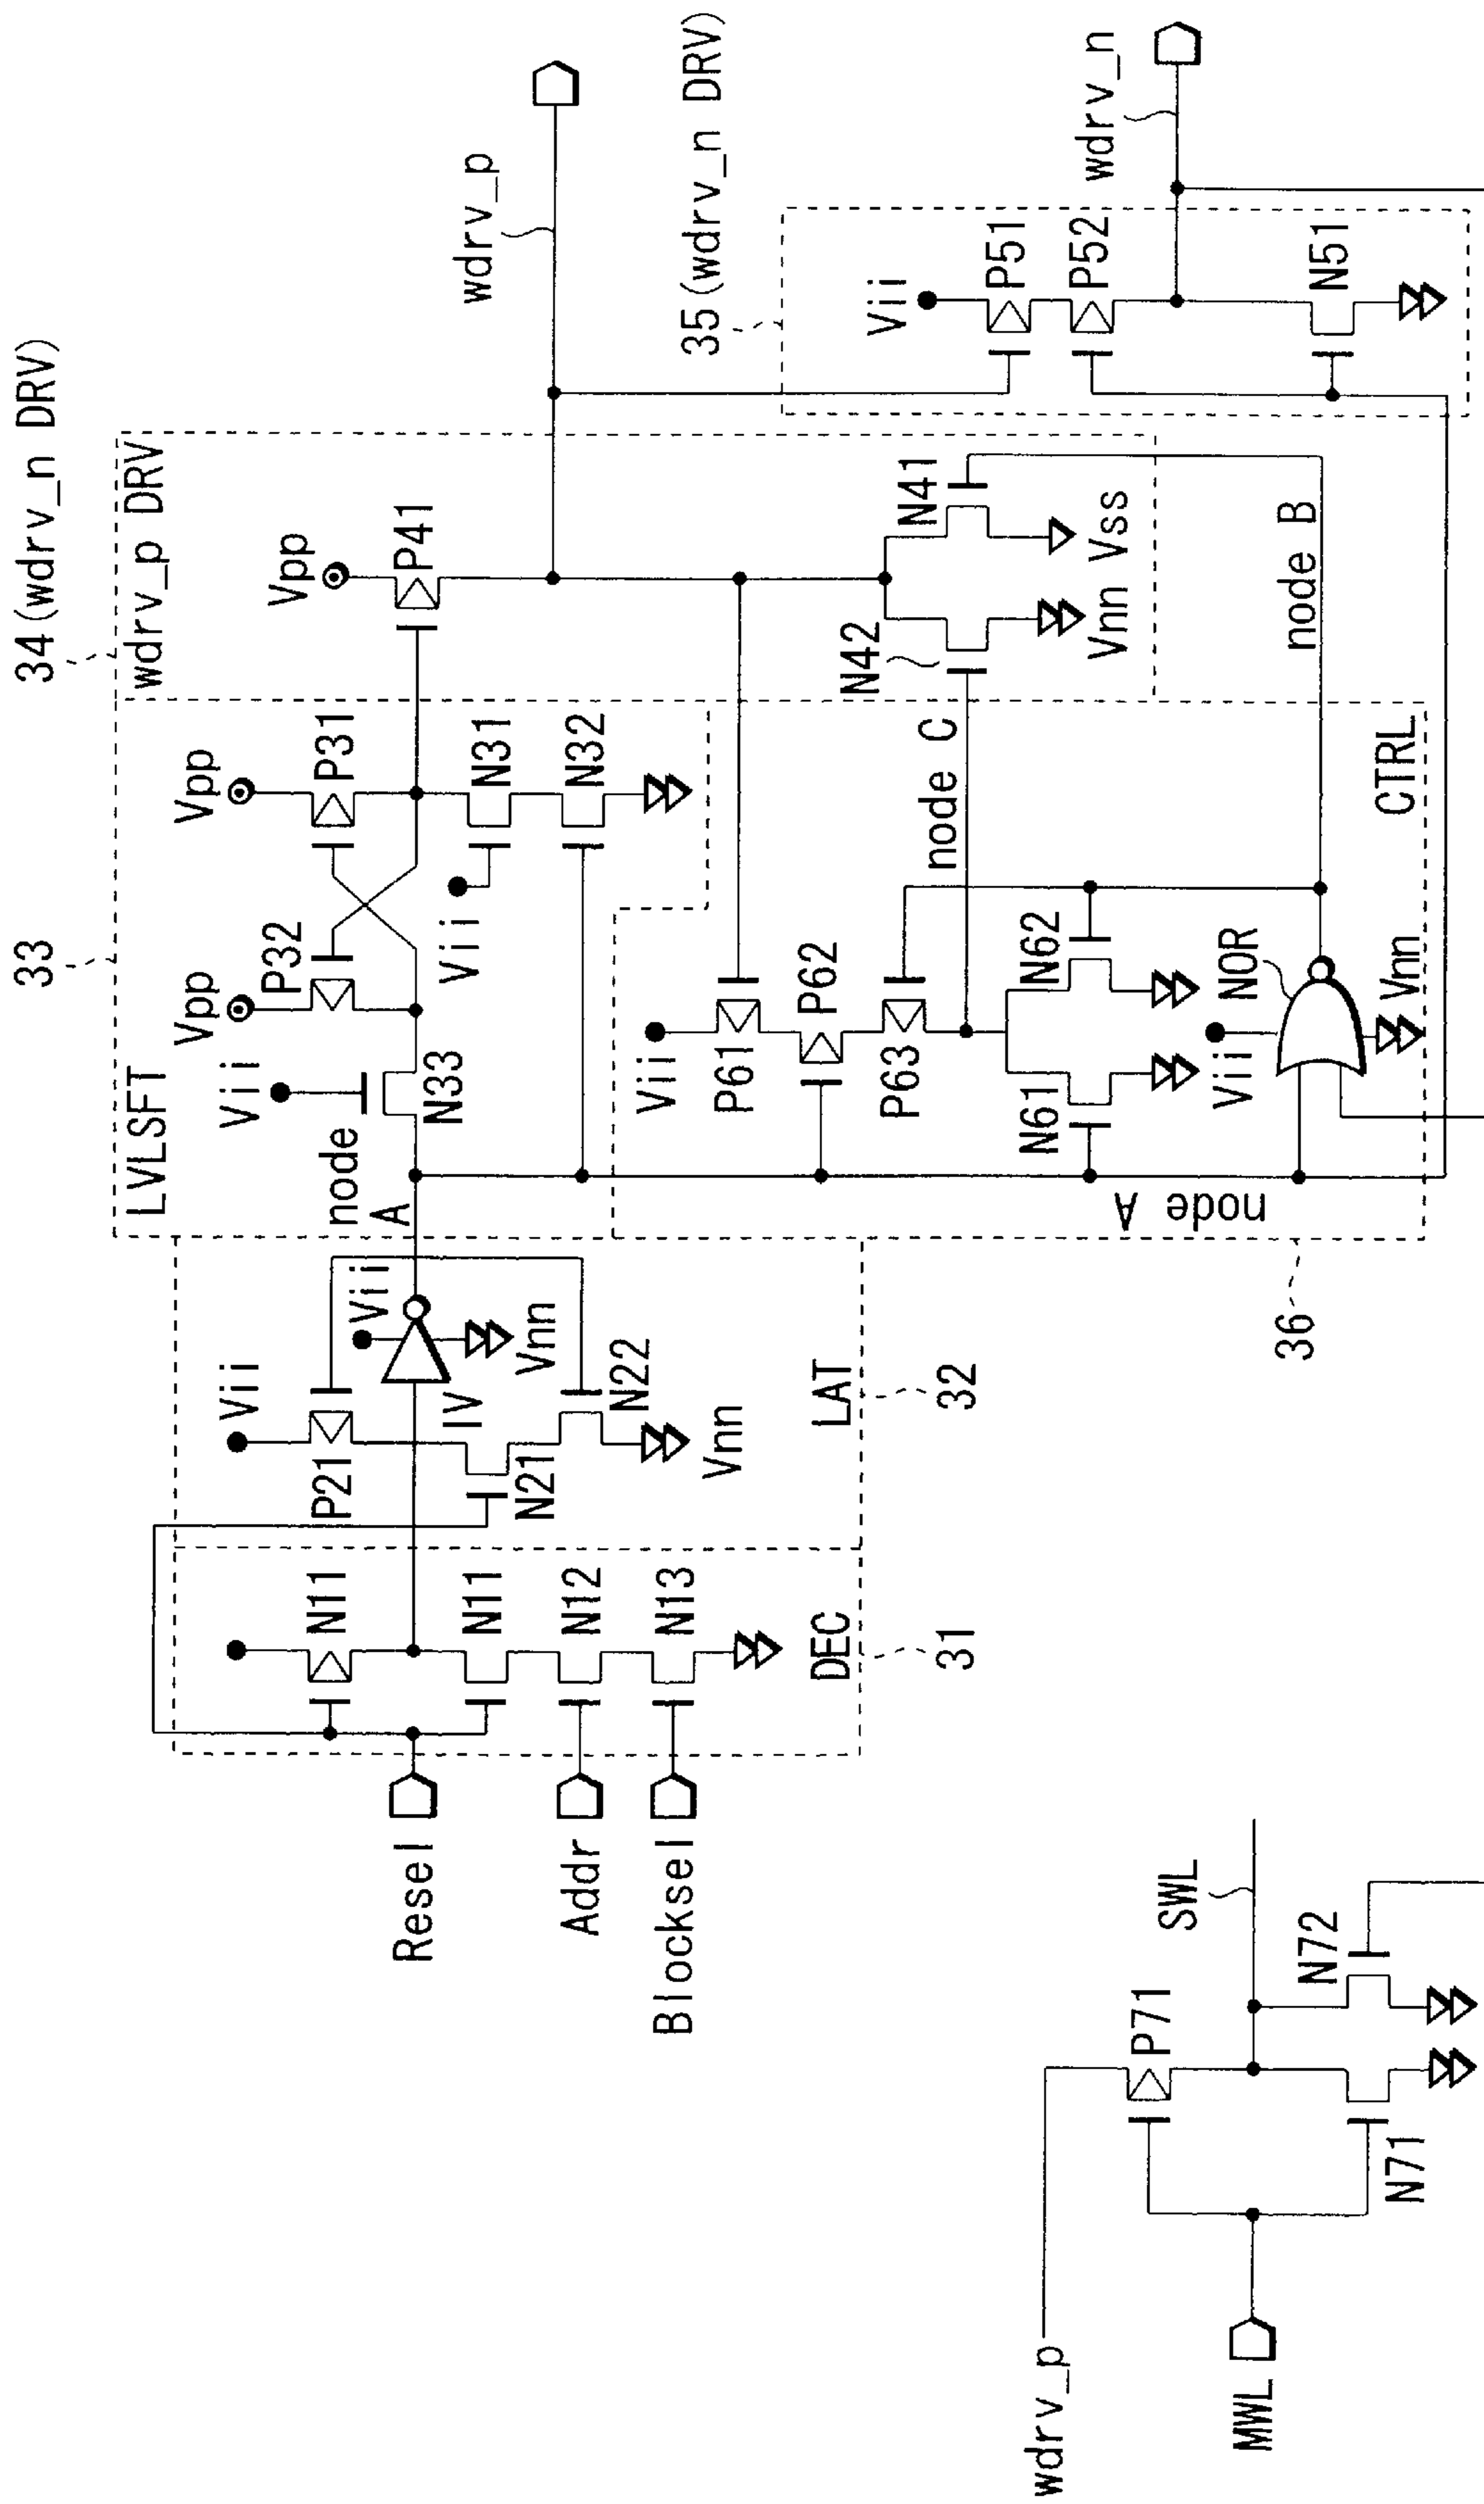 34(wdrv_n DRV)
33
wdrv_p DRV
LVLSFT
wdrv_p
35(wdrv_n DRV)
wdrv_n
Vpp
P41
Vpp
P31
Vpp
P32
Vii
N33
N31
N32
Vii
node
A
Vii
P51
P52
N51
N41
N42
Vnn
Vss
node B
node C
Vii
P61
P62
P63
N62
N61
NOR
Vii
Vnn
CTRL
node A
36
Vii
P21
Vii
IV
Vnn
N21
N22
Vnn
LAT
32
N11
N11
N12
N13
DEC
31
Resel
Addr
Blocksel
SWL
N72
P71
N71
wdrv_p
MWL